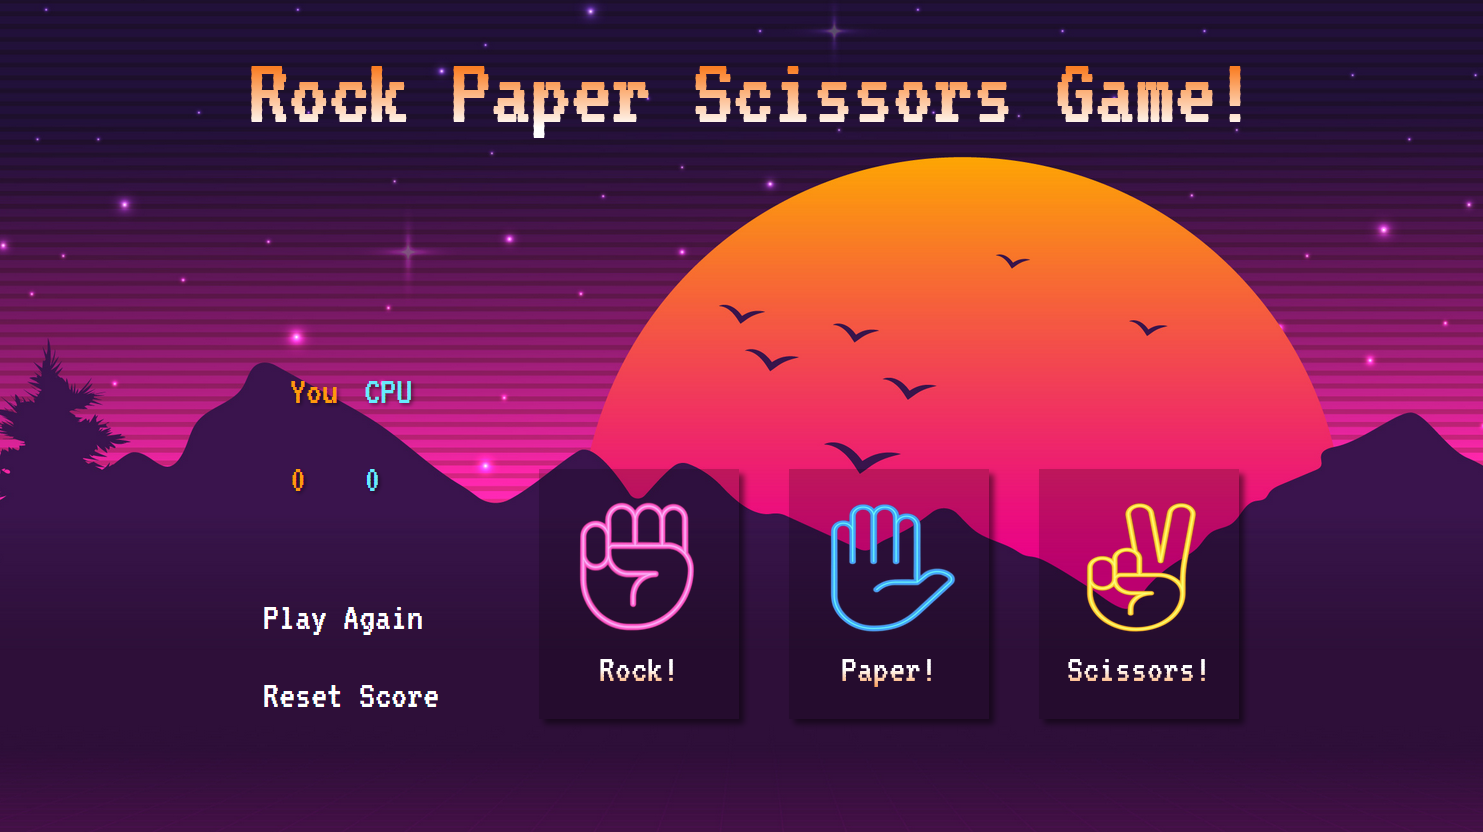 Rock Paper Scissors Game!
You CPU
0 0
Play Again
Reset Score
Rock!
Paper!
Scissors!